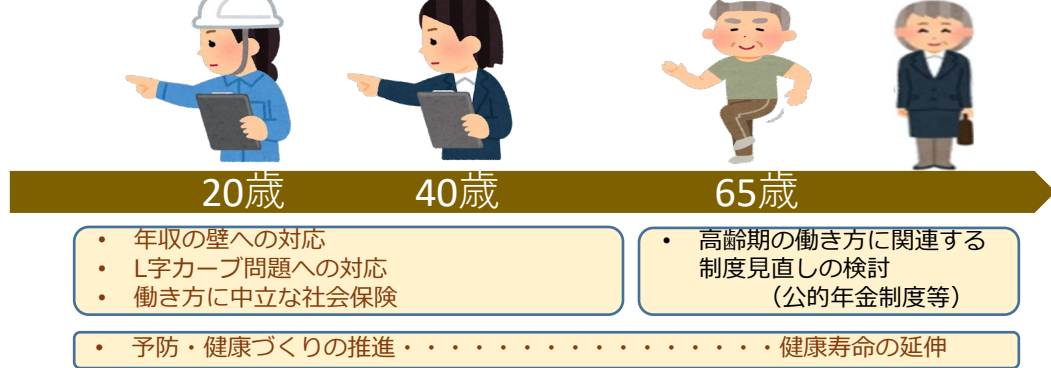 20歳 40歳 65歳
• 年収の壁への対応
• L字カーブ問題への対応
• 働き方に中立な社会保険
• 高齢期の働き方に関連する
制度見直しの検討
（公的年金制度等）
• 予防・健康づくりの推進・・・・・・・・・・・・・・・・・健康寿命の延伸